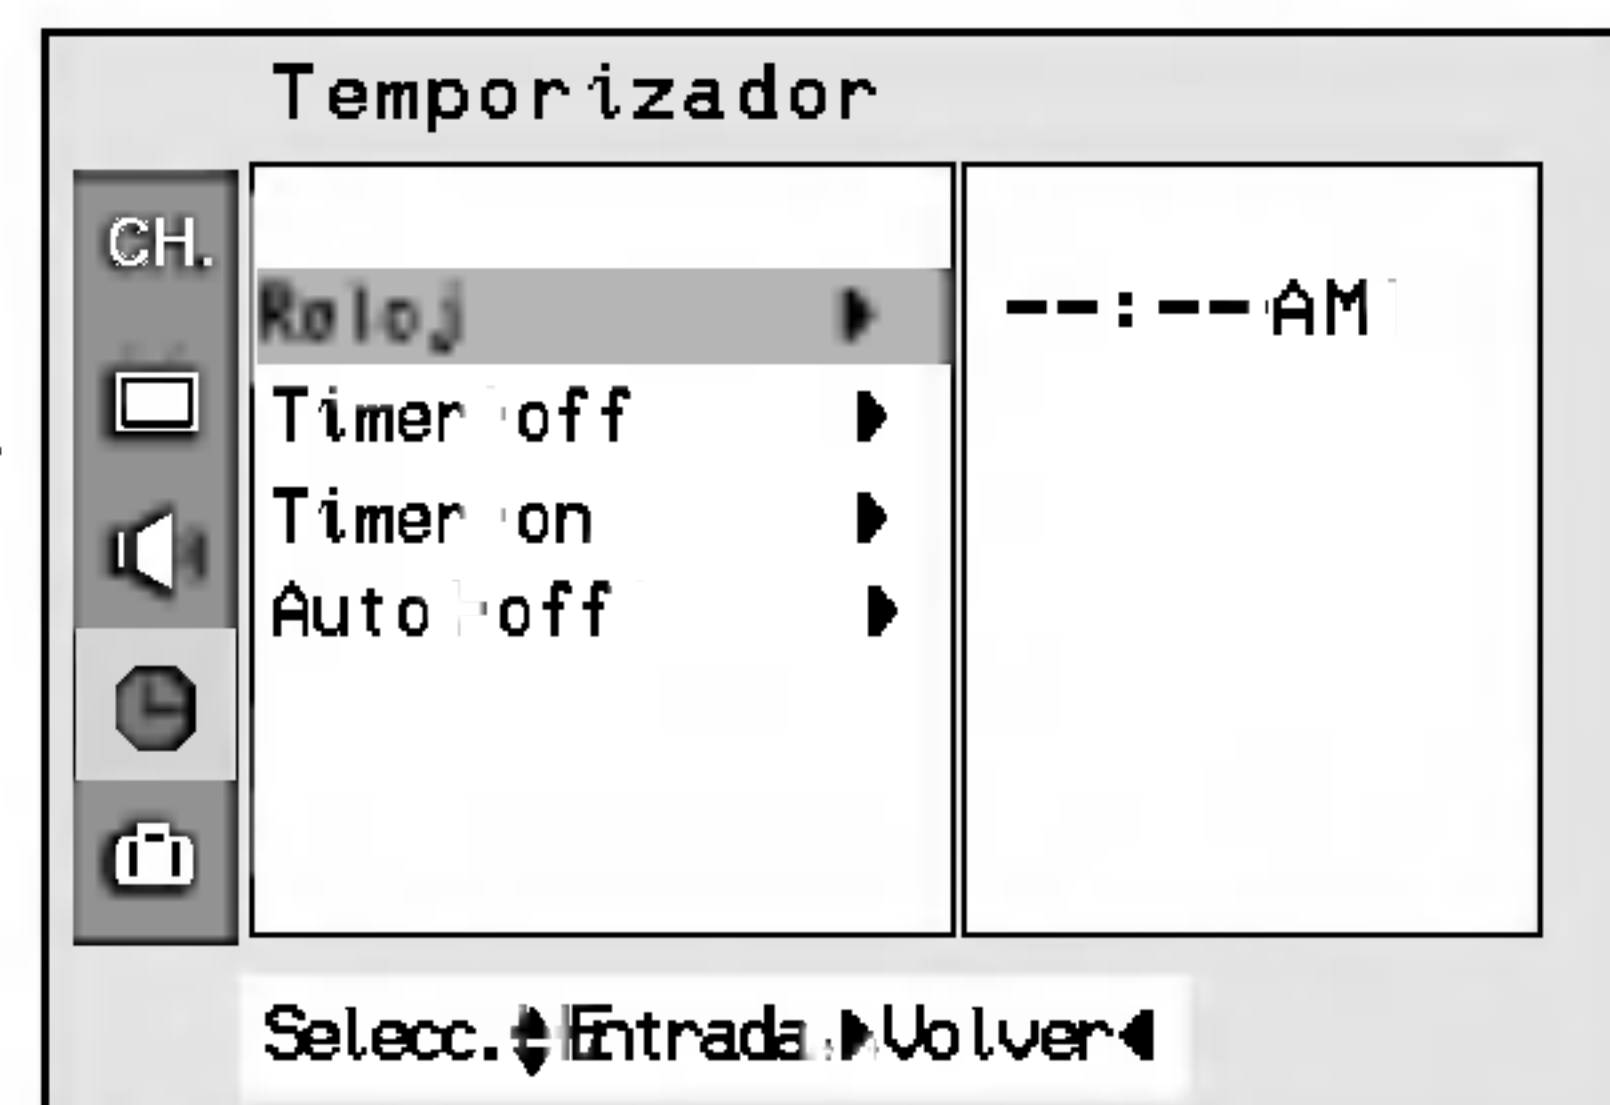 Temporizador
CH.
Reloj ▶ --:--AM
Timer off ▶
Timer on ▶
Auto off ▶
Selecc.▲▼ Entrada ▶ Volver◀